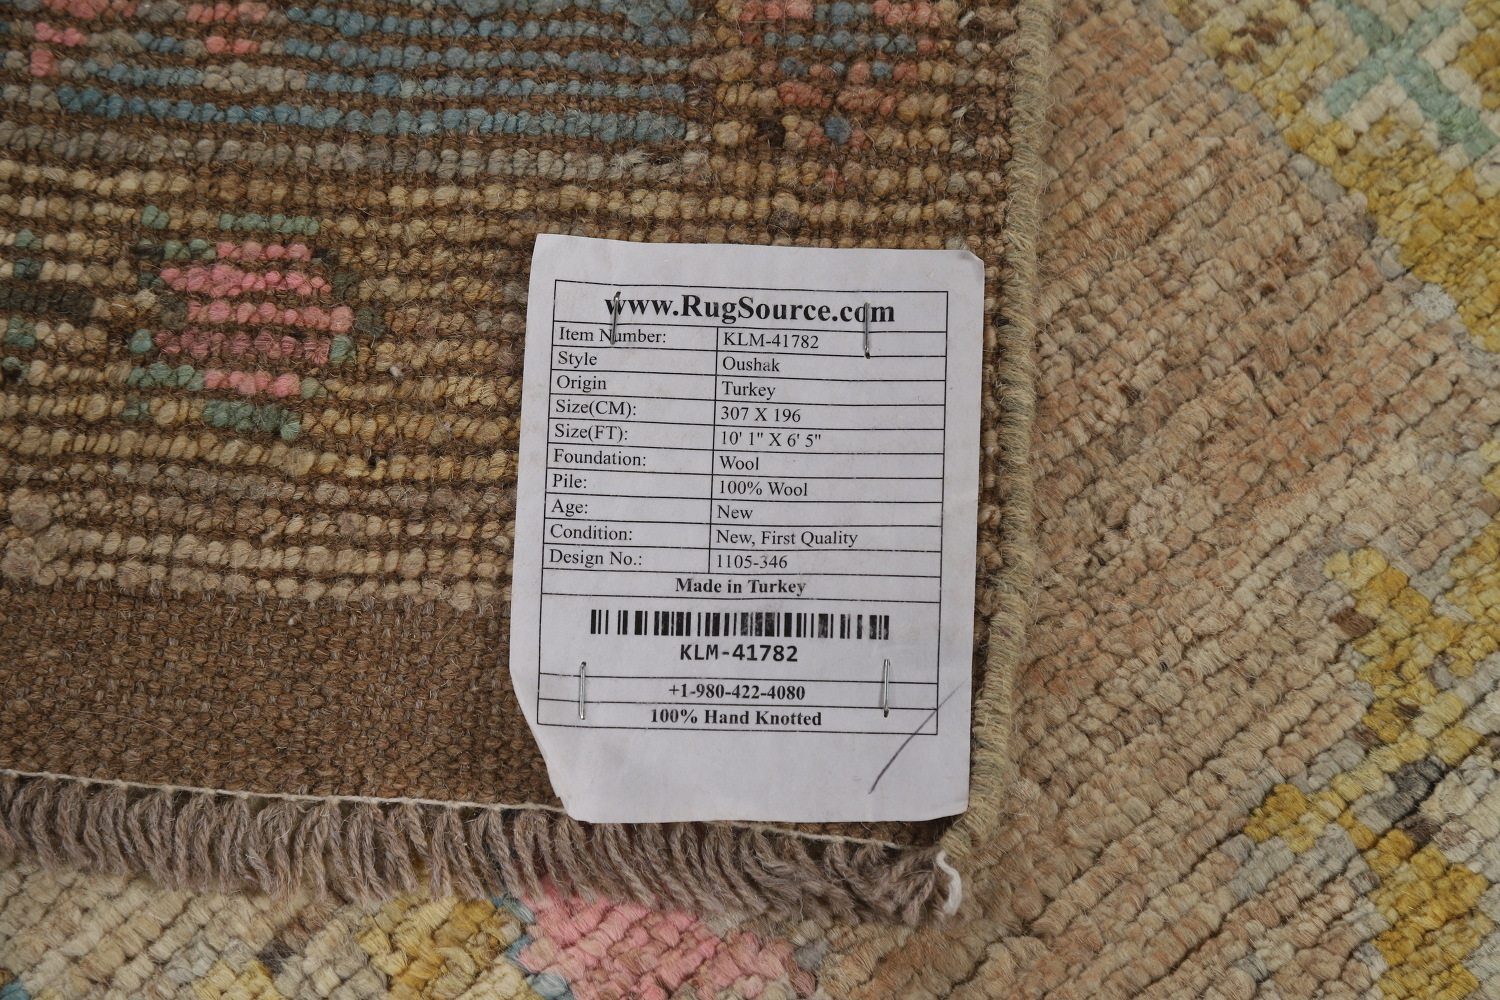 www.RugSource.com
Item Number: KLM-41782
Style Oushak
Origin Turkey
Size(CM): 307 X 196
Size(FT): 10' 1" X 6' 5"
Foundation: Wool
Pile: 100% Wool
Age: New
Condition: New, First Quality
Design No.: 1105-346
Made in Turkey
KLM-41782
+1-980-422-4080
100% Hand Knotted